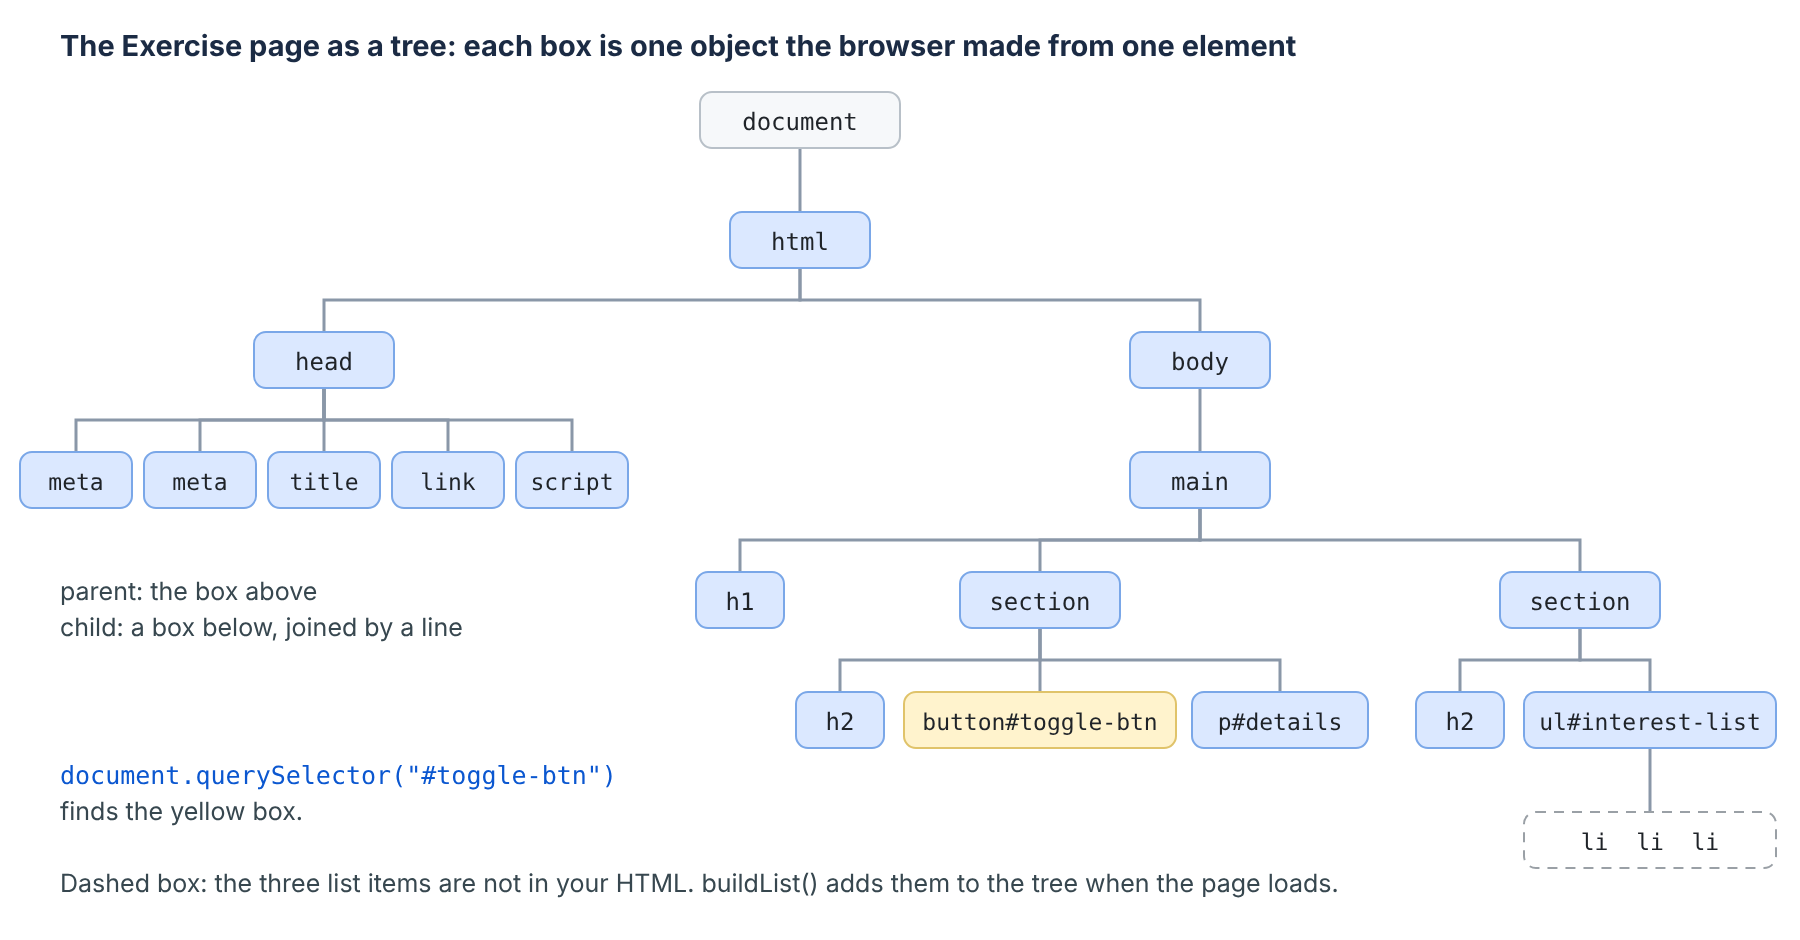 The Exercise page as a tree: each box is one object the browser made from one element
document
html
head
body
meta
meta
title
link
script
main
parent: the box above
child: a box below, joined by a line
h1
section
section
h2
button#toggle-btn
p#details
h2
ul#interest-list
document.querySelector("#toggle-btn")
finds the yellow box.
li li li
Dashed box: the three list items are not in your HTML. buildList() adds them to the tree when the page loads.